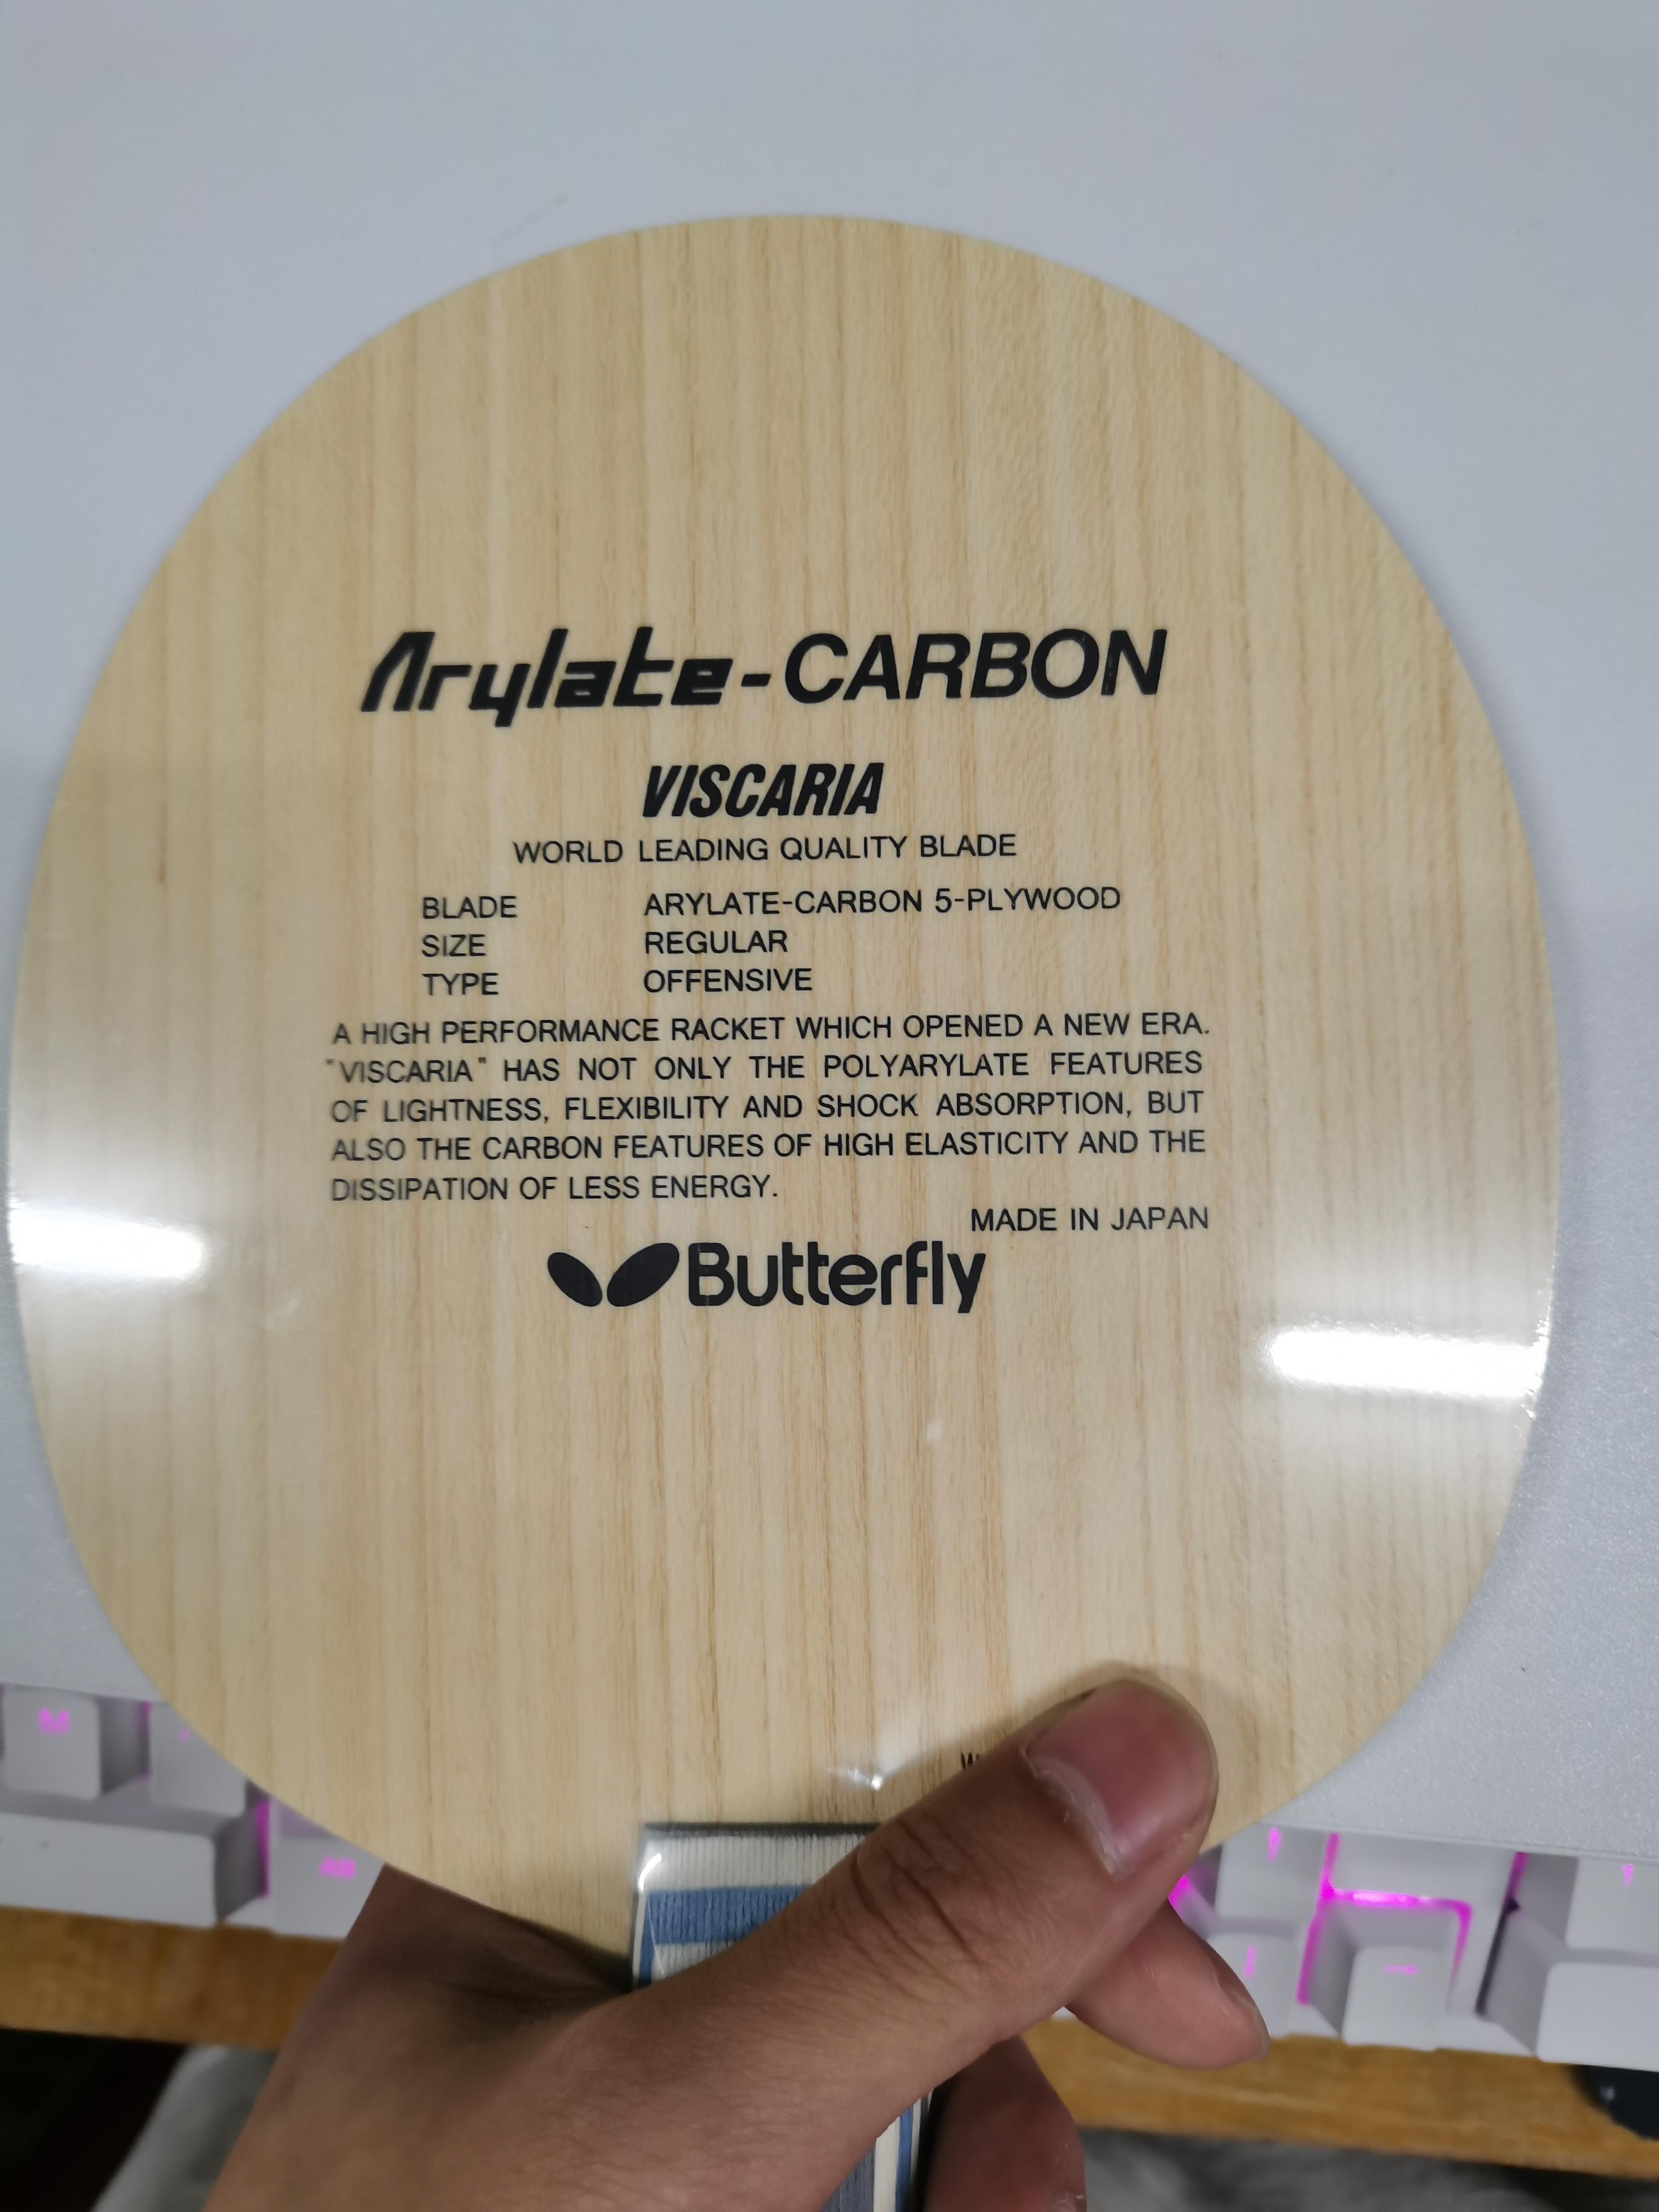 Arylate-CARBON
VISCARIA
WORLD LEADING QUALITY BLADE
BLADE ARYLATE-CARBON 5-PLYWOOD
SIZE REGULAR
TYPE OFFENSIVE
A HIGH PERFORMANCE RACKET WHICH OPENED A NEW ERA.
"VISCARIA" HAS NOT ONLY THE POLYARYLATE FEATURES
OF LIGHTNESS, FLEXIBILITY AND SHOCK ABSORPTION, BUT
ALSO THE CARBON FEATURES OF HIGH ELASTICITY AND THE
DISSIPATION OF LESS ENERGY.
MADE IN JAPAN
Butterfly